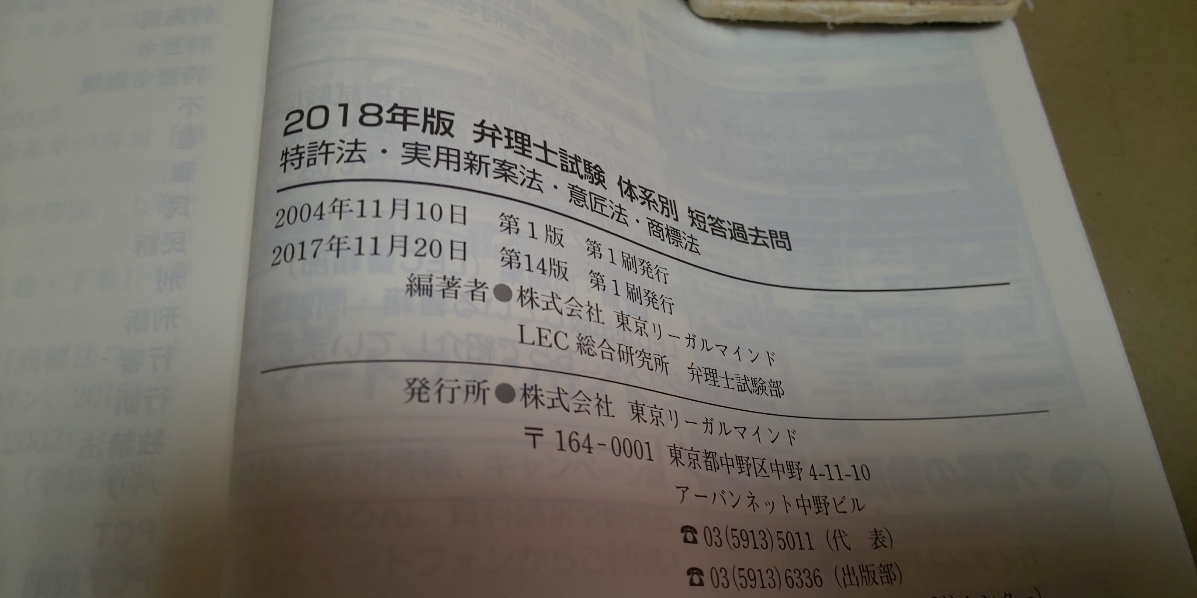 2018年版 弁理士試験 体系別 短答過去問
特許法・実用新案法・意匠法・商標法
2004年11月10日 第1版 第1刷発行
2017年11月20日 第14版 第1刷発行
編著者●株式会社 東京リーガルマインド
LEC総合研究所 弁理士試験部
発行所●株式会社 東京リーガルマインド
〒164-0001 東京都中野区中野4-11-10
アーバンネット中野ビル
☎03(5913)5011（代 表）
☎03(5913)6336（出版部）